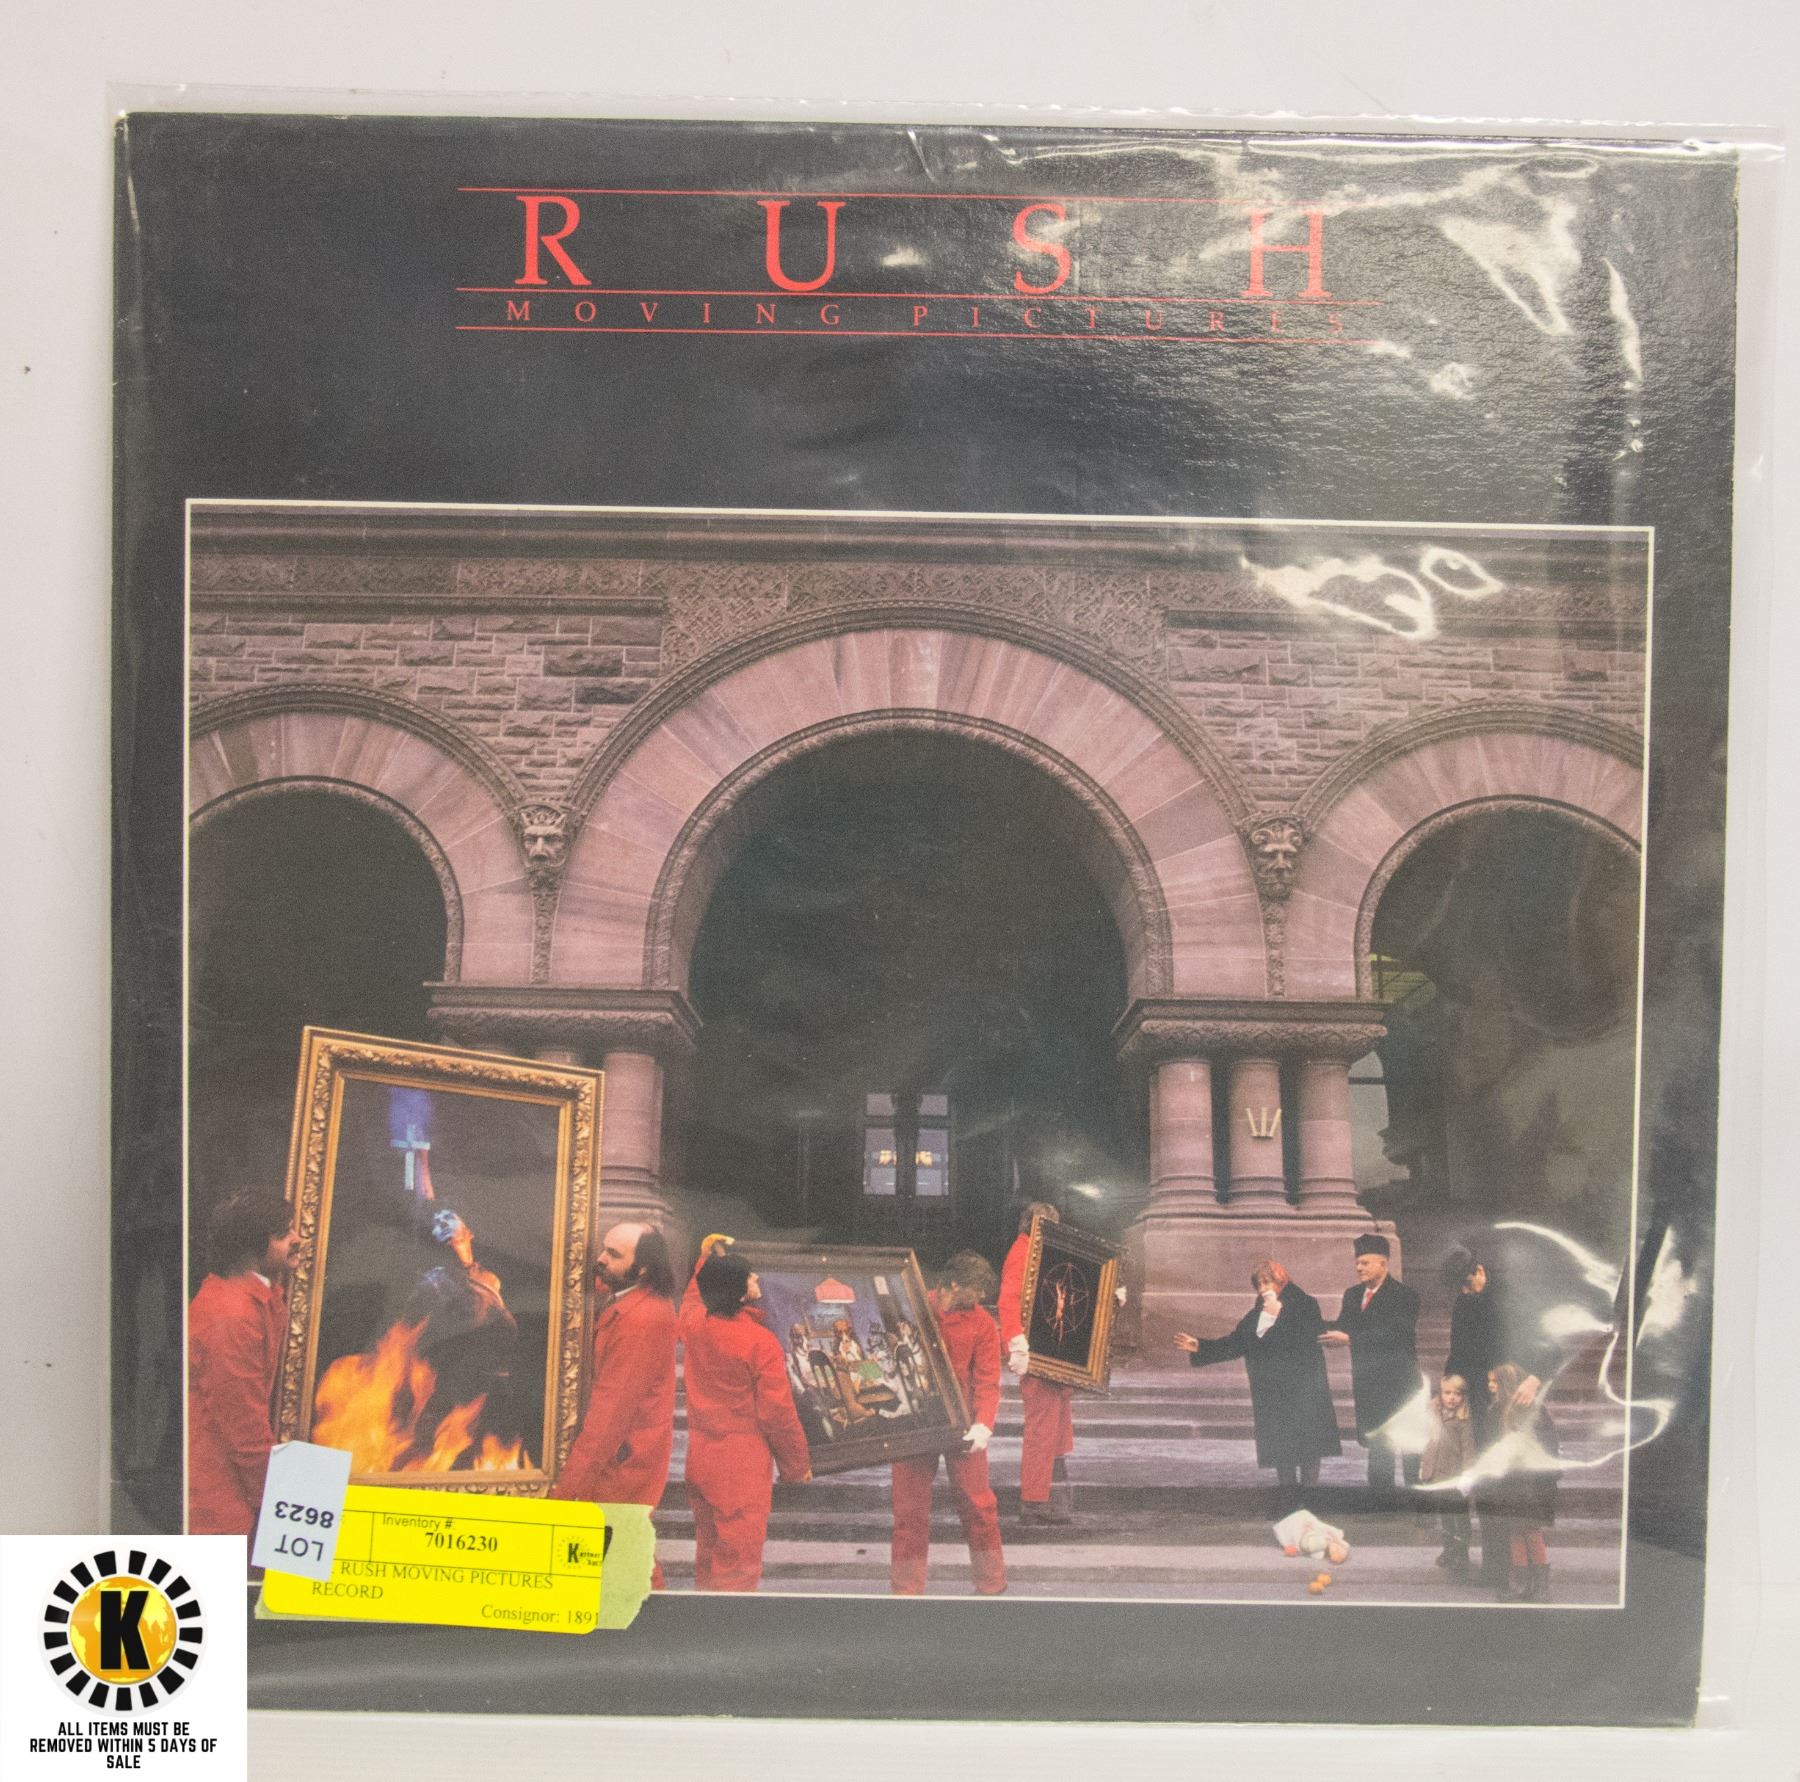 RUSH
MOVING PICTURES
LOT
8623
Inventory #:
7016230
K
RUSH MOVING PICTURES
RECORD
Consignor: 1891
K
ALL ITEMS MUST BE
REMOVED WITHIN 5 DAYS OF
SALE